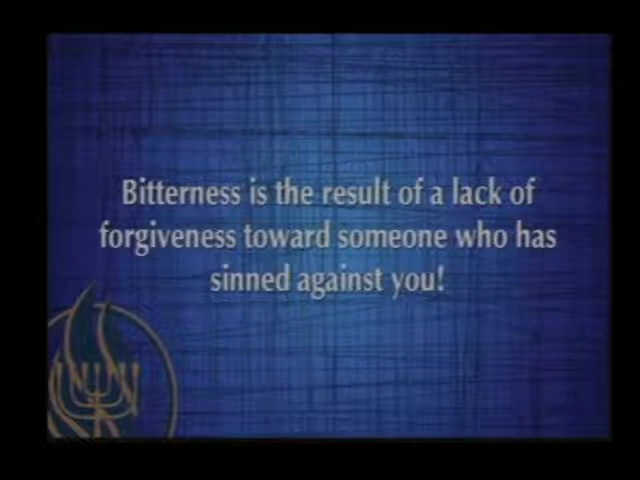 Bitterness is the result of a lack of
forgiveness toward someone who has
sinned against you!